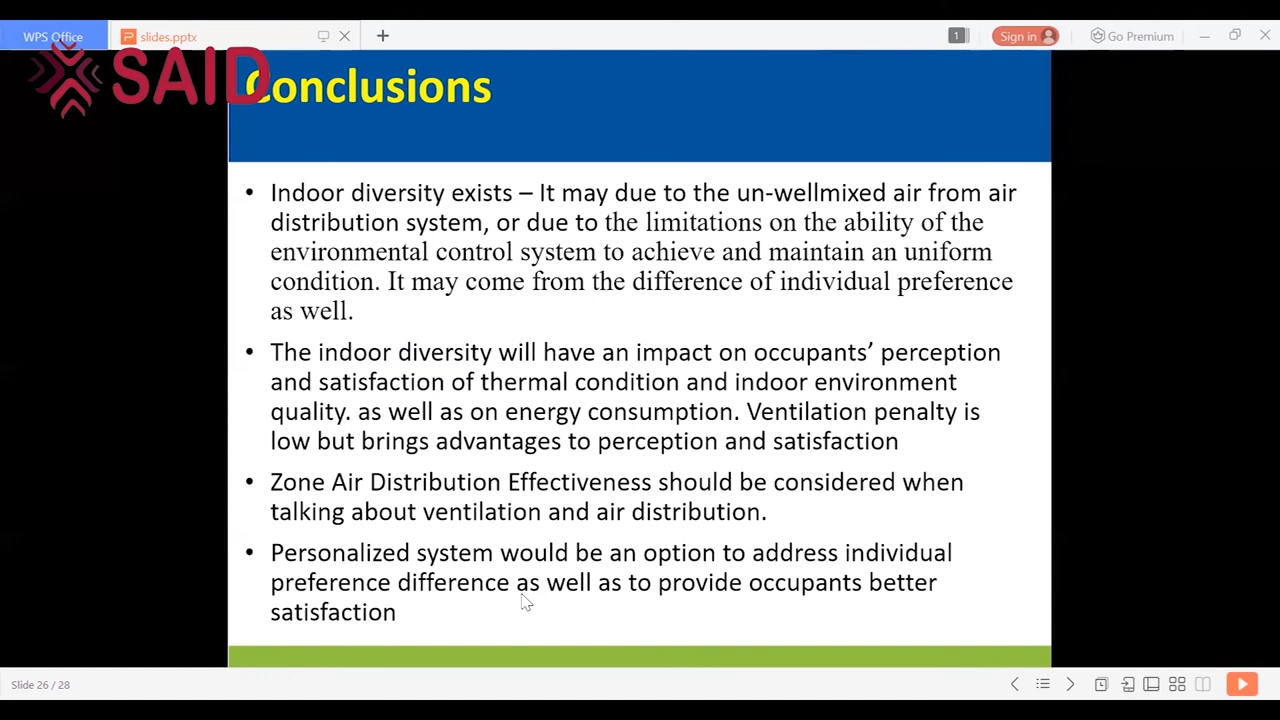 WPS Office
slides.pptx
1
Sign in
Go Premium
SAID
Conclusions
• Indoor diversity exists – It may due to the un-wellmixed air from air
distribution system, or due to the limitations on the ability of the
environmental control system to achieve and maintain an uniform
condition. It may come from the difference of individual preference
as well.
• The indoor diversity will have an impact on occupants’ perception
and satisfaction of thermal condition and indoor environment
quality. as well as on energy consumption. Ventilation penalty is
low but brings advantages to perception and satisfaction
• Zone Air Distribution Effectiveness should be considered when
talking about ventilation and air distribution.
• Personalized system would be an option to address individual
preference difference as well as to provide occupants better
satisfaction
Slide 26 / 28